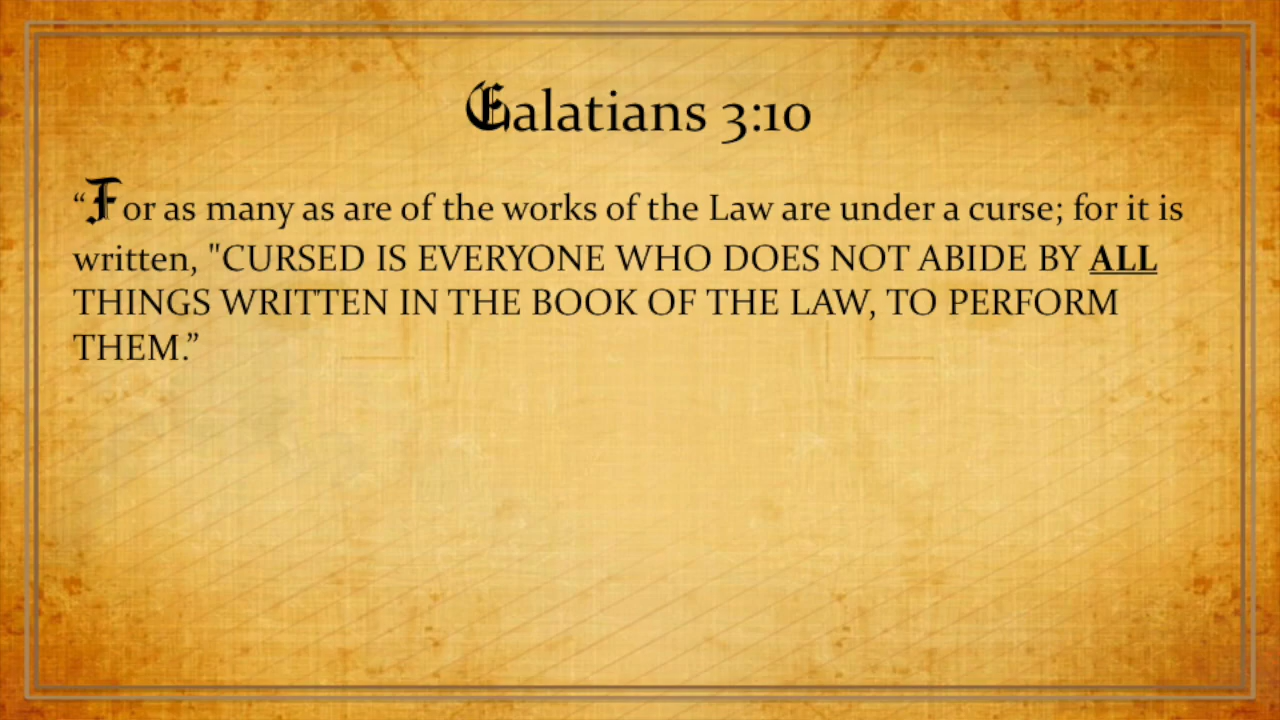 Galatians 3:10
“For as many as are of the works of the Law are under a curse; for it is
written, "CURSED IS EVERYONE WHO DOES NOT ABIDE BY ALL
THINGS WRITTEN IN THE BOOK OF THE LAW, TO PERFORM
THEM.”